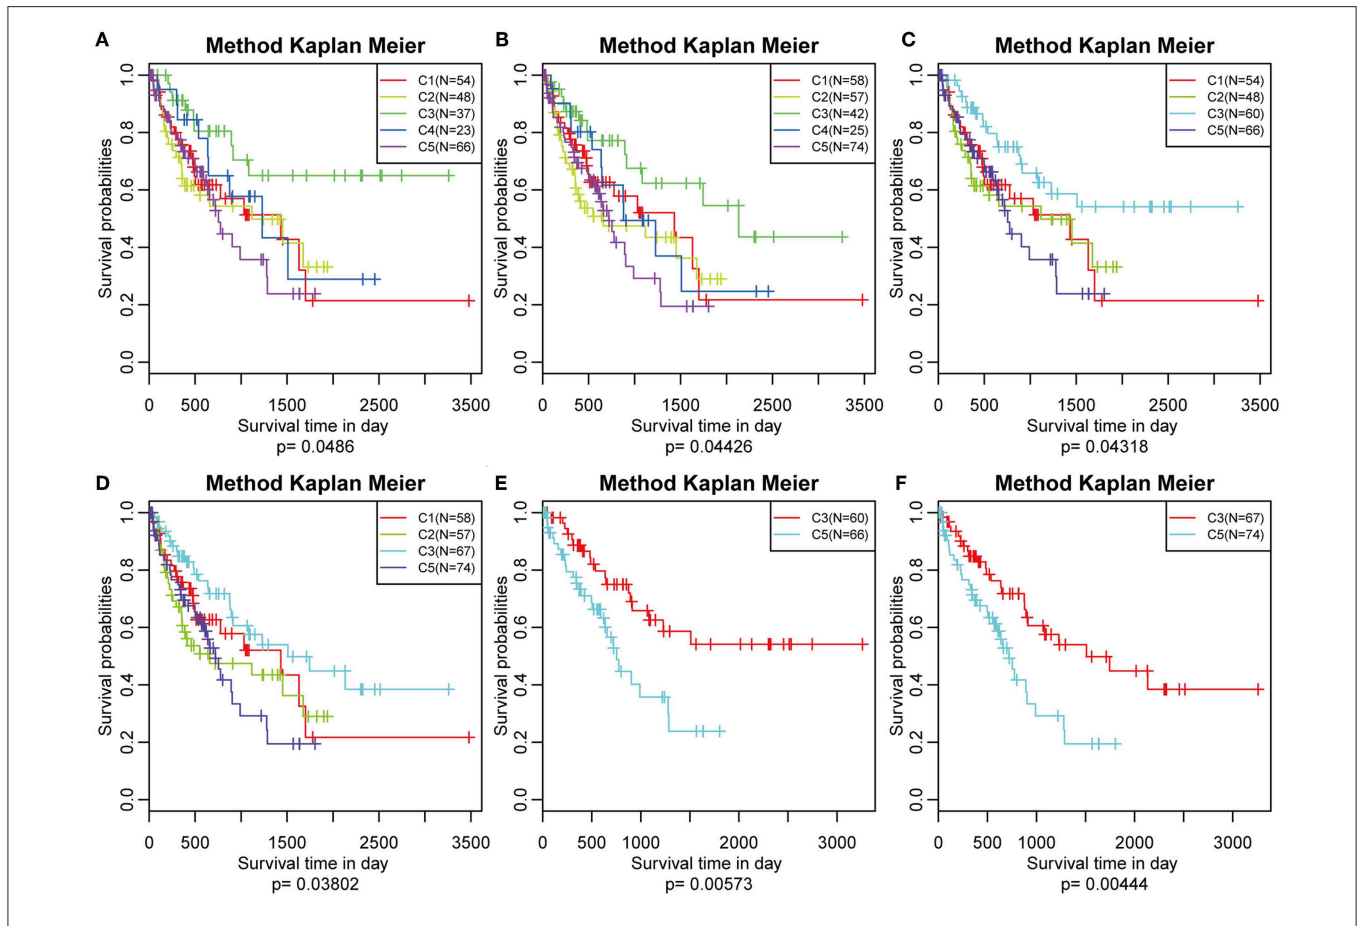 A
Method Kaplan Meier
C1(N=54)
C2(N=48)
C3(N=37)
C4(N=23)
C5(N=66)
Survival probabilities
0.0 0.2 0.4 0.6 0.8 1.0
0 500 1500 2500 3500
Survival time in day
p= 0.0486
B
Method Kaplan Meier
C1(N=58)
C2(N=57)
C3(N=42)
C4(N=25)
C5(N=74)
Survival probabilities
0.0 0.2 0.4 0.6 0.8 1.0
0 500 1500 2500 3500
Survival time in day
p= 0.04426
C
Method Kaplan Meier
C1(N=54)
C2(N=48)
C3(N=60)
C5(N=66)
Survival probabilities
0.0 0.2 0.4 0.6 0.8 1.0
0 500 1500 2500 3500
Survival time in day
p= 0.04318
D
Method Kaplan Meier
C1(N=58)
C2(N=57)
C3(N=67)
C5(N=74)
Survival probabilities
0.0 0.2 0.4 0.6 0.8 1.0
0 500 1500 2500 3500
Survival time in day
p= 0.03802
E
Method Kaplan Meier
C3(N=60)
C5(N=66)
Survival probabilities
0.0 0.2 0.4 0.6 0.8 1.0
0 500 1000 2000 3000
Survival time in day
p= 0.00573
F
Method Kaplan Meier
C3(N=67)
C5(N=74)
Survival probabilities
0.0 0.2 0.4 0.6 0.8 1.0
0 500 1000 2000 3000
Survival time in day
p= 0.00444